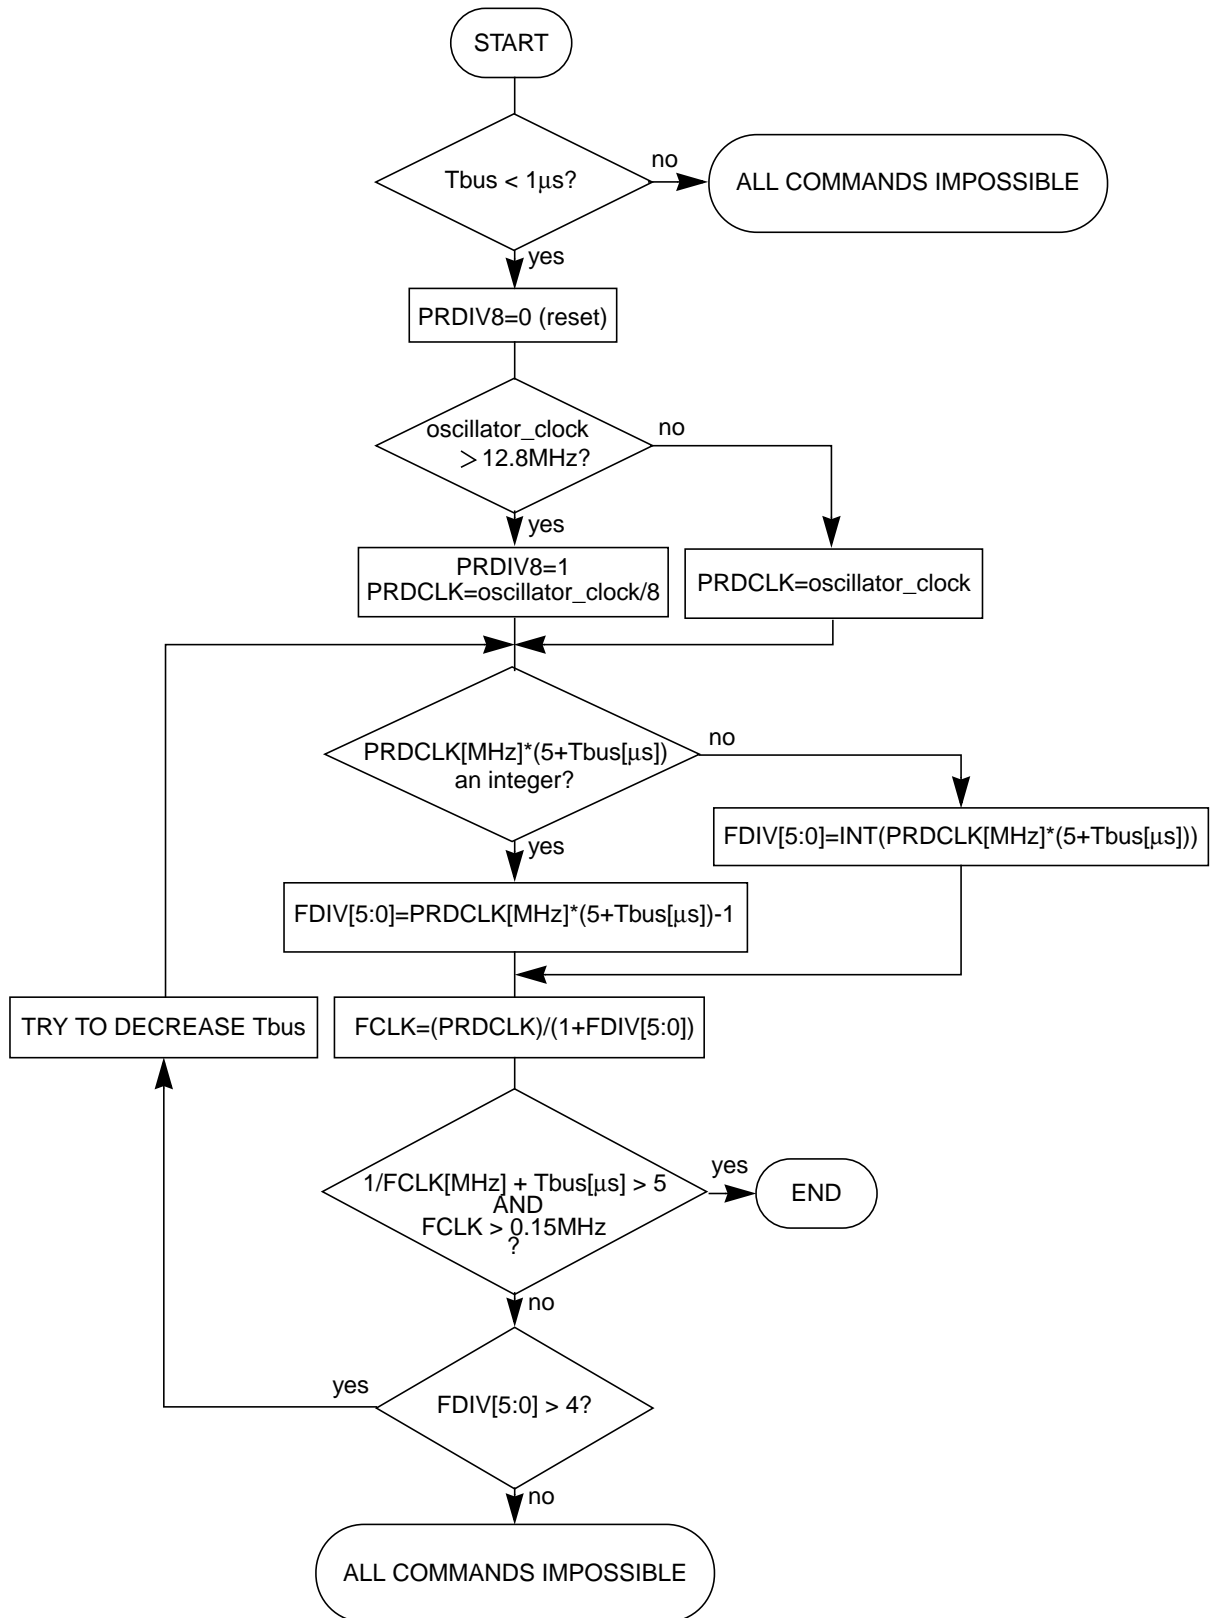 START
Tbus < 1μs?
no
ALL COMMANDS IMPOSSIBLE
yes
PRDIV8=0 (reset)
oscillator_clock
> 12.8MHz?
no
yes
PRDIV8=1
PRDCLK=oscillator_clock/8
PRDCLK=oscillator_clock
PRDCLK[MHz]*(5+Tbus[μs])
an integer?
no
yes
FDIV[5:0]=INT(PRDCLK[MHz]*(5+Tbus[μs]))
FDIV[5:0]=PRDCLK[MHz]*(5+Tbus[μs])-1
TRY TO DECREASE Tbus
FCLK=(PRDCLK)/(1+FDIV[5:0])
1/FCLK[MHz] + Tbus[μs] > 5
AND
FCLK > 0.15MHz
?
yes
END
no
FDIV[5:0] > 4?
yes
no
ALL COMMANDS IMPOSSIBLE